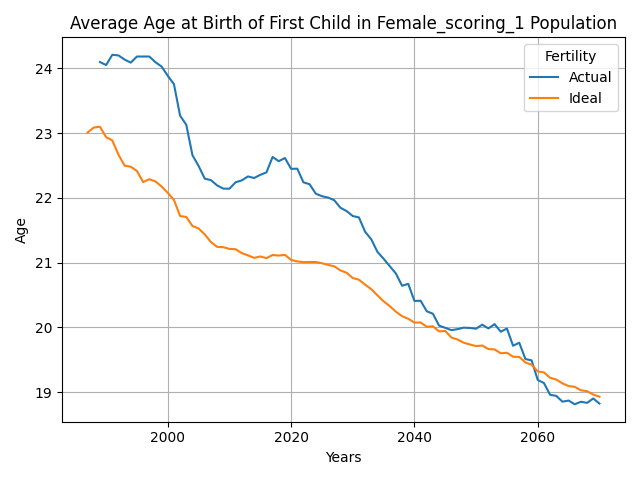 Average Age at Birth of First Child in Female_scoring_1 Population
Fertility
Actual
Ideal
Age
24
23
22
21
20
19
2000
2020
2040
2060
Years